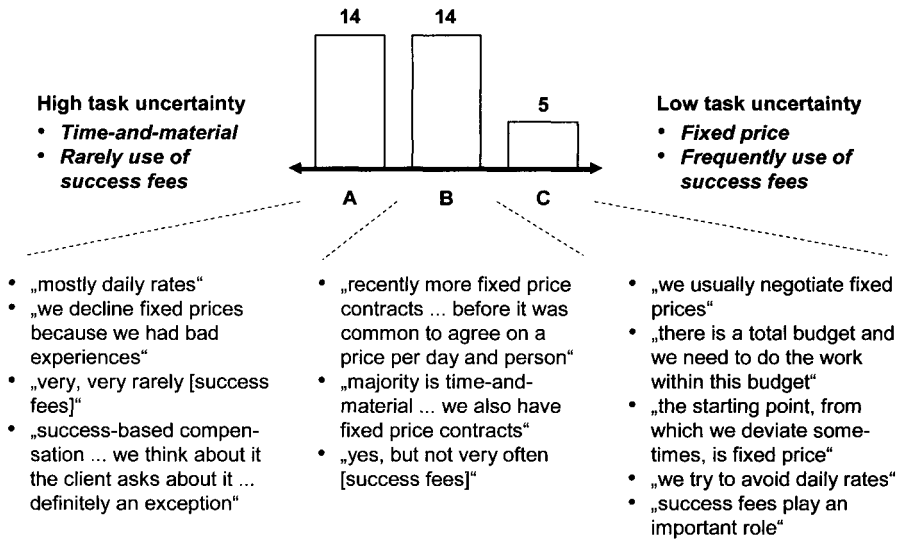 14
14
5
High task uncertainty
• Time-and-material
• Rarely use of
success fees
Low task uncertainty
• Fixed price
• Frequently use of
success fees
A
B
C
• „mostly daily rates“
• „we decline fixed prices
because we had bad
experiences“
• „very, very rarely [success
fees]“
• „success-based compen-
sation ... we think about it
the client asks about it ...
definitely an exception“
• „recently more fixed price
contracts ... before it was
common to agree on a
price per day and person“
• „majority is time-and-
material ... we also have
fixed price contracts“
• „yes, but not very often
[success fees]“
• „we usually negotiate fixed
prices“
• „there is a total budget and
we need to do the work
within this budget“
• „the starting point, from
which we deviate some-
times, is fixed price“
• „we try to avoid daily rates“
• „success fees play an
important role“